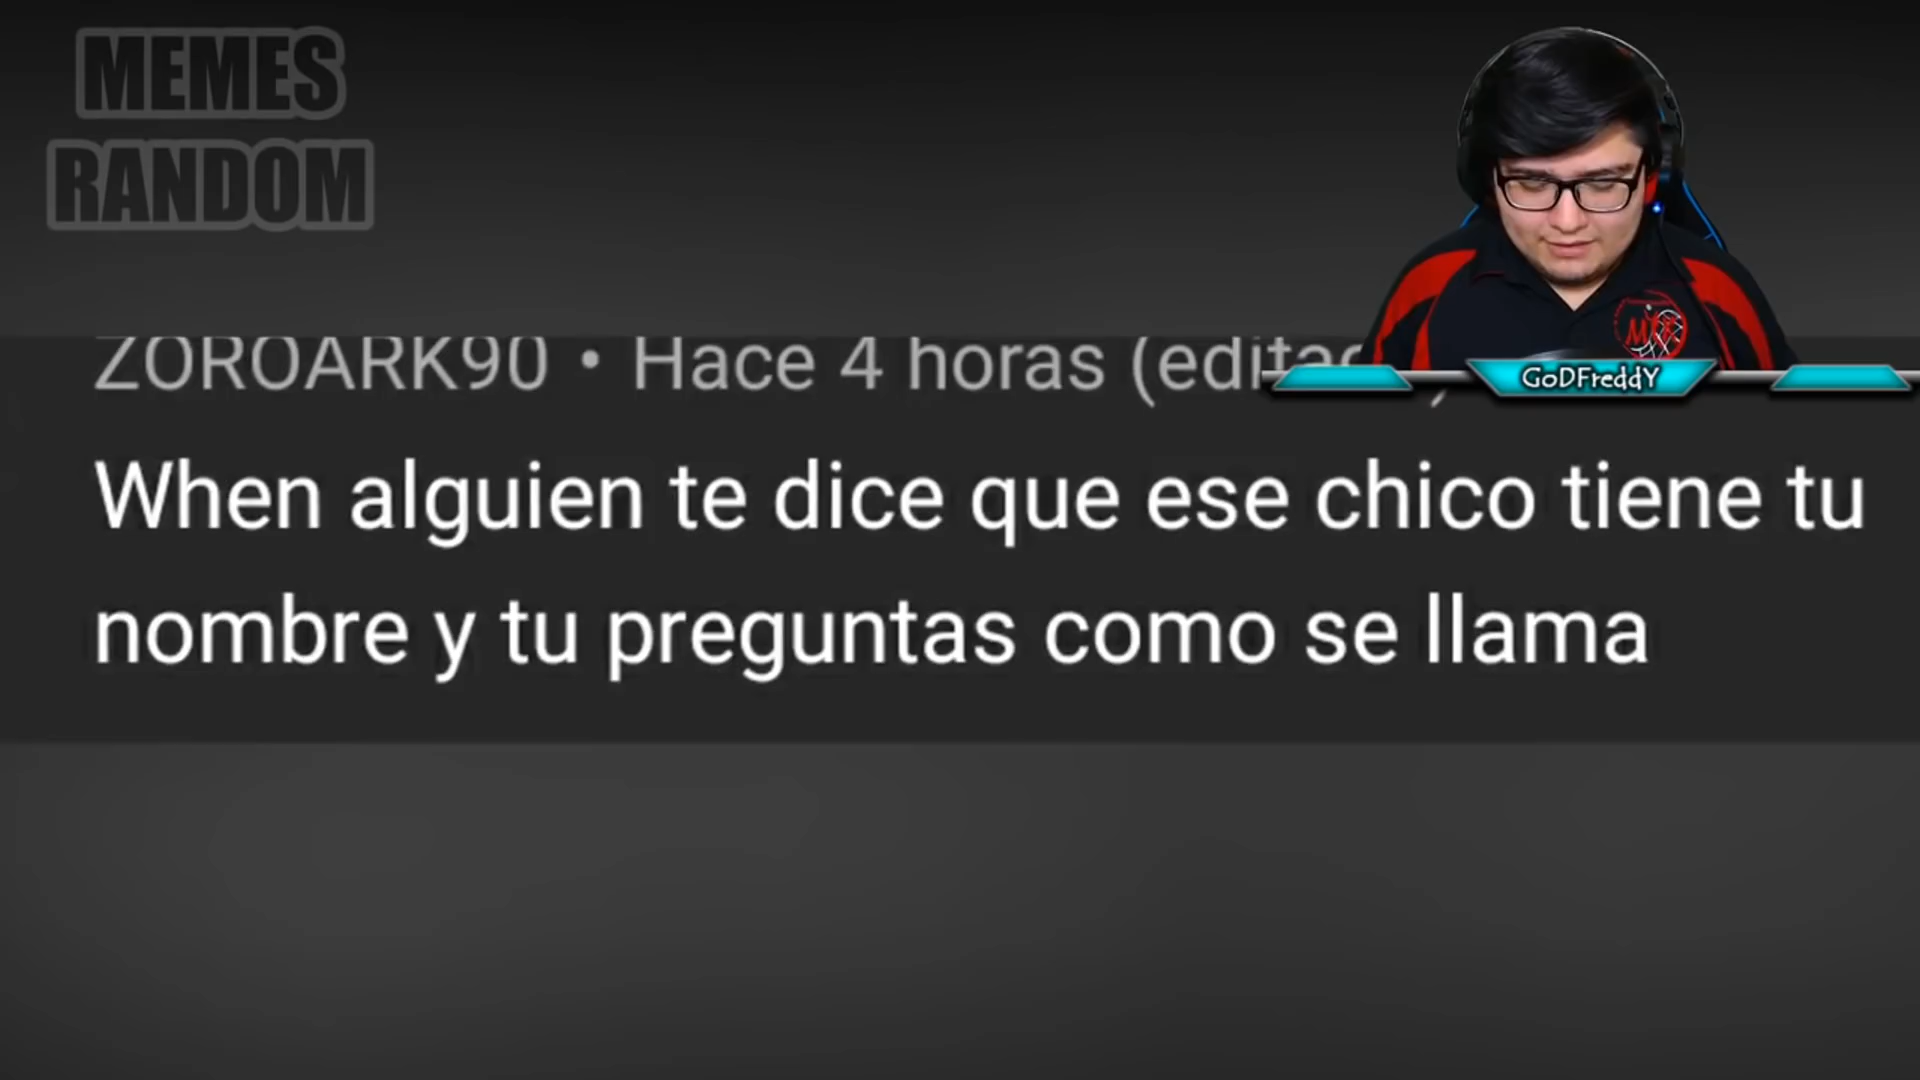 MEMES
RANDOM
ZOROARK90 • Hace 4 horas
GoDFreddY
When alguien te dice que ese chico tiene tu
nombre y tu preguntas como se llama